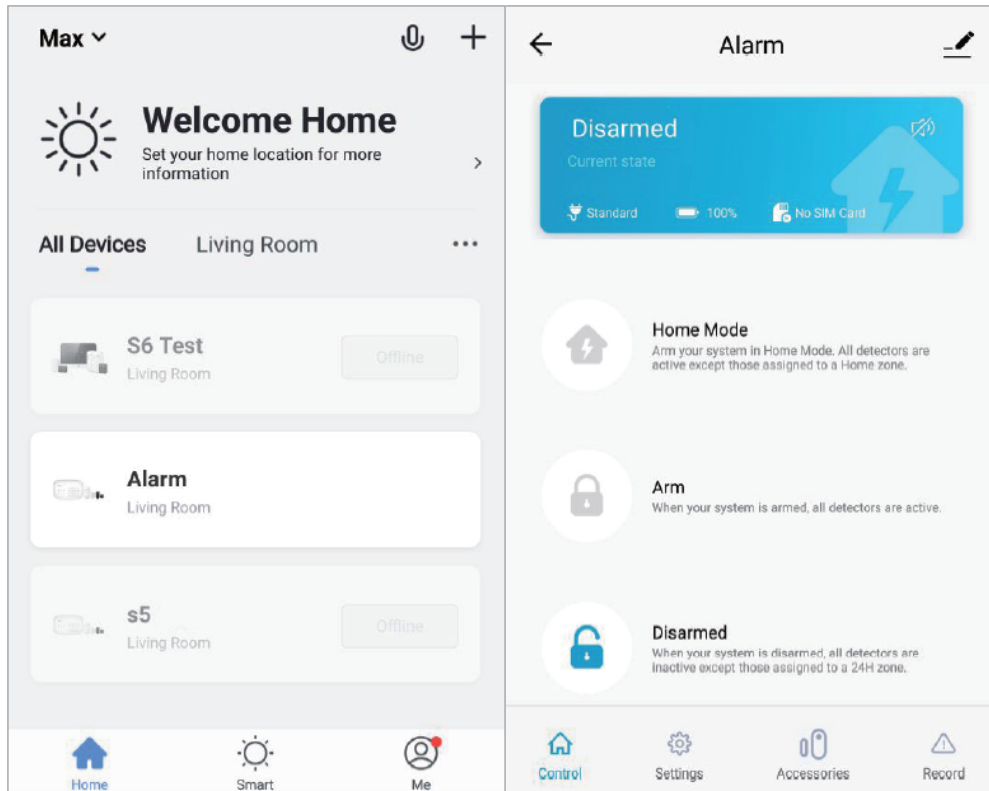 Max
Welcome Home
Set your home location for more
information
All Devices
Living Room
S6 Test
Living Room
Offline
Alarm
Living Room
s5
Living Room
Offline
Home
Smart
Me
Alarm
Disarmed
Current state
Standard
100%
No SIM Card
Home Mode
Arm your system in Home Mode. All detectors are
active except those assigned to a Home zone.
Arm
When your system is armed, all detectors are active.
Disarmed
When your system is disarmed, all detectors are
inactive except those assigned to a 24H zone.
Control
Settings
Accessories
Record